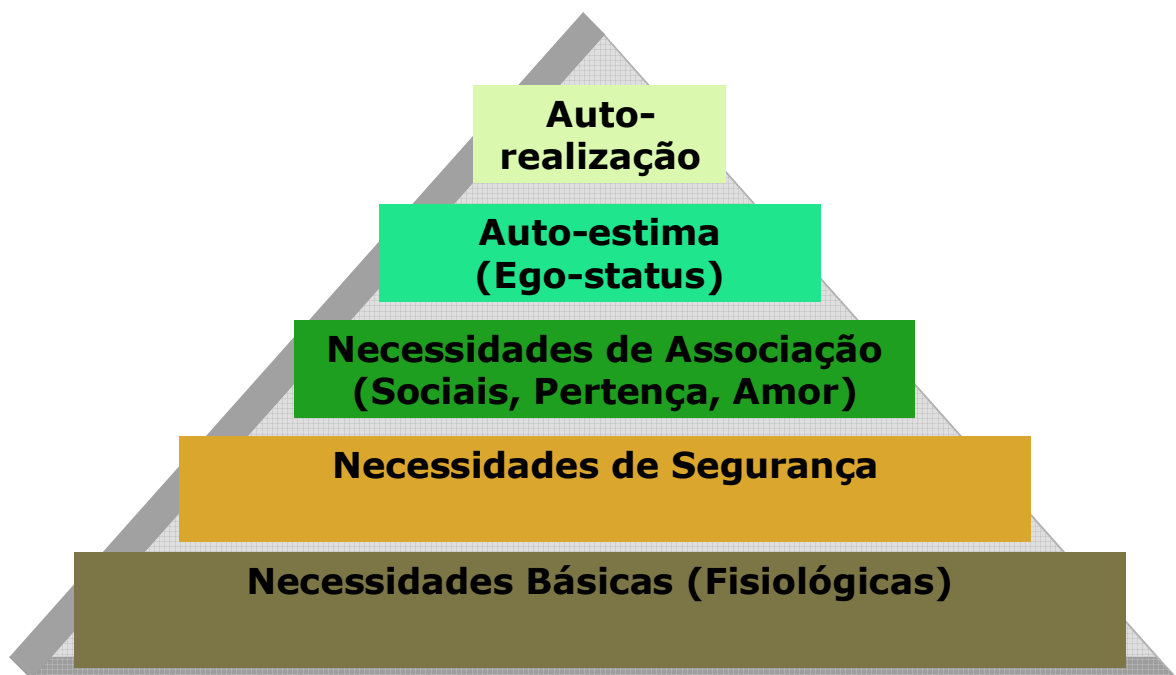 Auto-
realização
Auto-estima
(Ego-status)
Necessidades de Associação
(Sociais, Pertença, Amor)
Necessidades de Segurança
Necessidades Básicas (Fisiológicas)